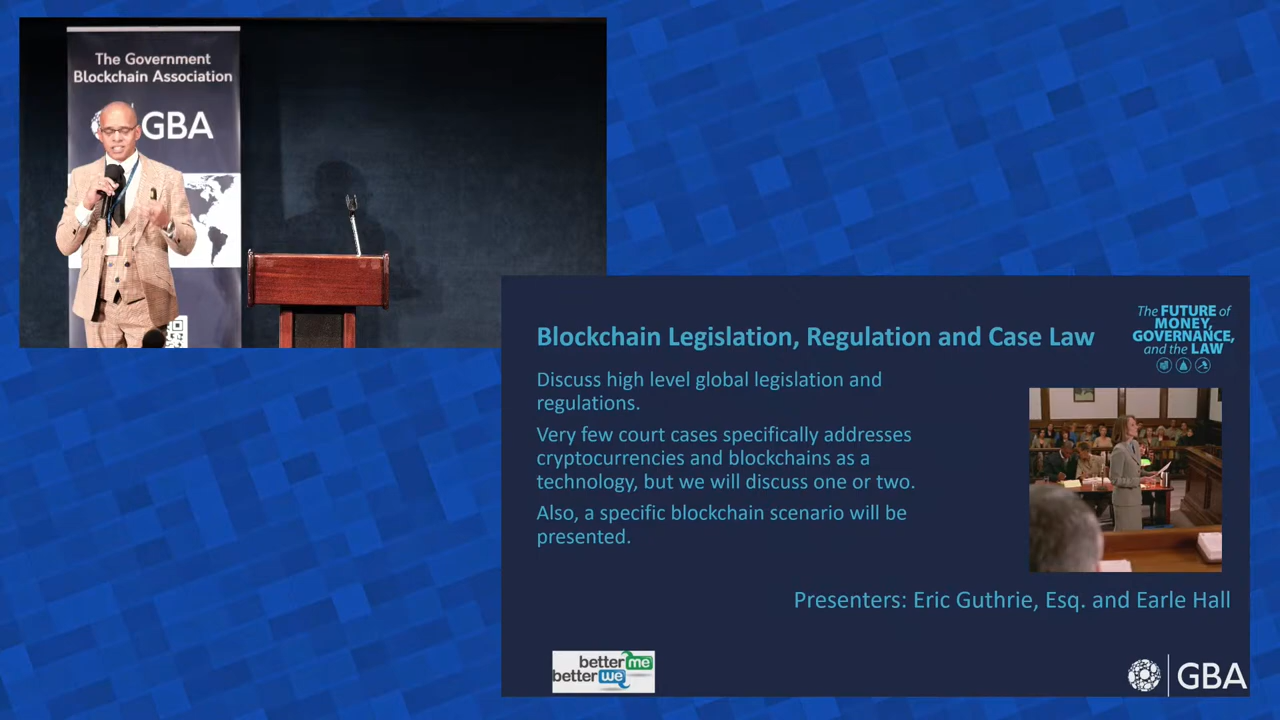 The Government
Blockchain Association
GBA
Blockchain Legislation, Regulation and Case Law
The FUTURE of
MONEY,
GOVERNANCE,
and the LAW
Discuss high level global legislation and
regulations.
Very few court cases specifically addresses
cryptocurrencies and blockchains as a
technology, but we will discuss one or two.
Also, a specific blockchain scenario will be
presented.
Presenters: Eric Guthrie, Esq. and Earle Hall
better me
better we
GBA